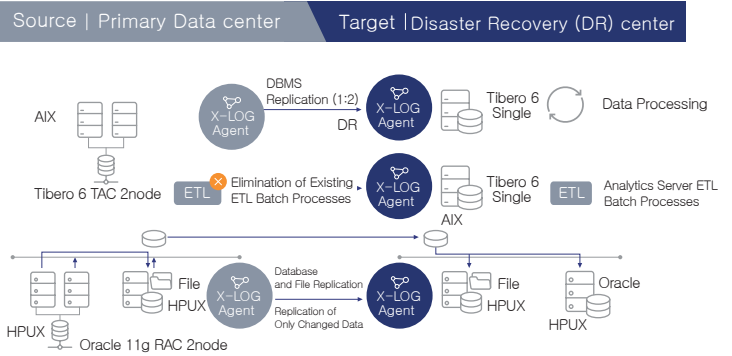 Source | Primary Data center
Target | Disaster Recovery (DR) center
AIX
Tibero 6 TAC 2node
X-LOG
Agent
DBMS
Replication (1:2)
DR
X-LOG
Agent
Tibero 6
Single
Data Processing
ETL
Elimination of Existing
ETL Batch Processes
X-LOG
Agent
Tibero 6
Single
AIX
ETL
Analytics Server ETL
Batch Processes
HPUX
Oracle 11g RAC 2node
File
HPUX
X-LOG
Agent
Database
and File Replication
Replication of
Only Changed Data
X-LOG
Agent
File
HPUX
Oracle
HPUX